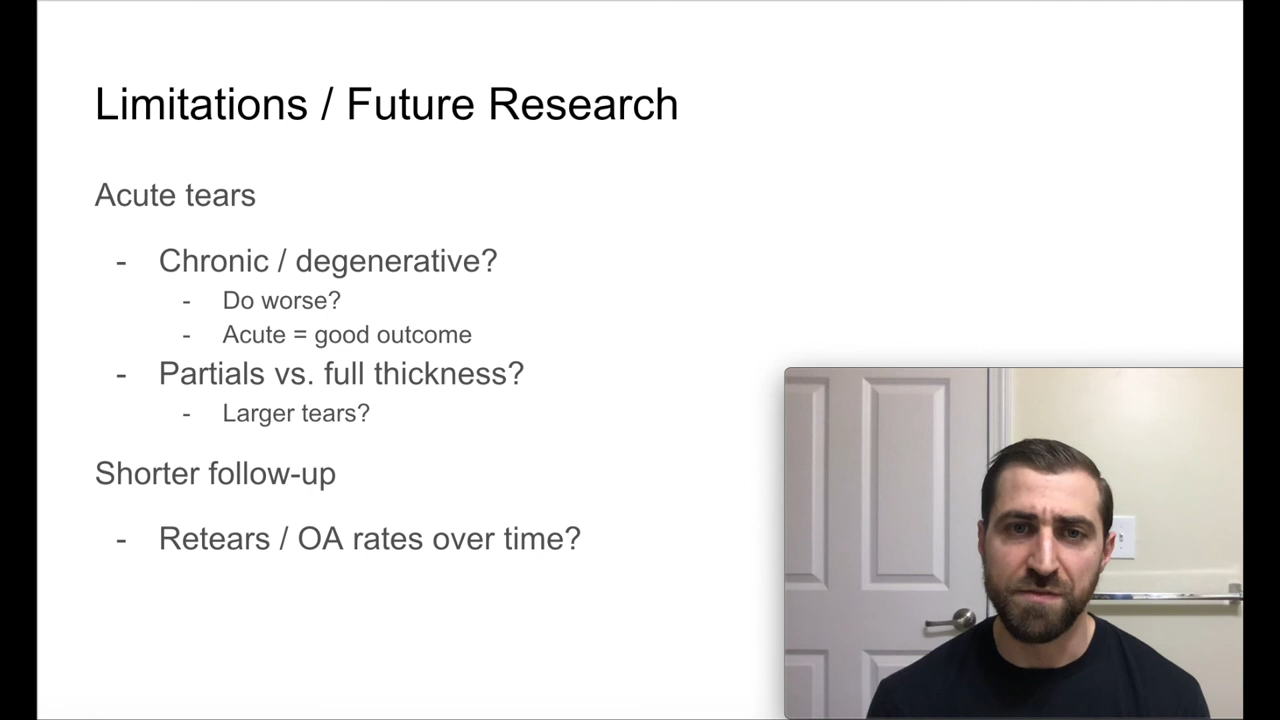 Limitations / Future Research
Acute tears
- Chronic / degenerative?
- Do worse?
- Acute = good outcome
- Partials vs. full thickness?
- Larger tears?
Shorter follow-up
- Retears / OA rates over time?